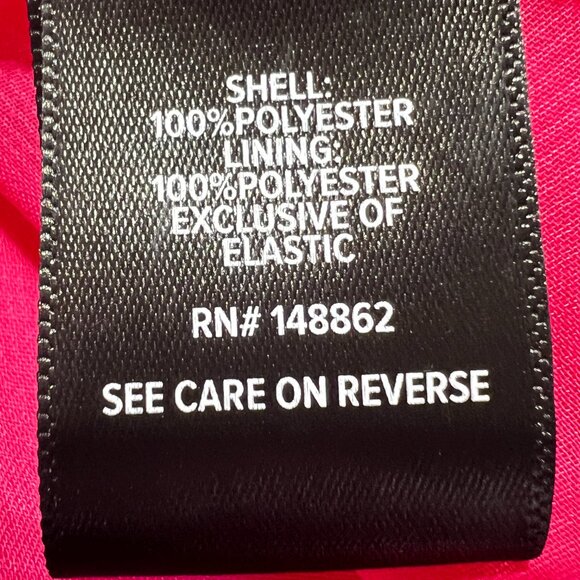 SHELL:
100%POLYESTER
LINING:
100%POLYESTER
EXCLUSIVE OF
ELASTIC
RN# 148862
SEE CARE ON REVERSE